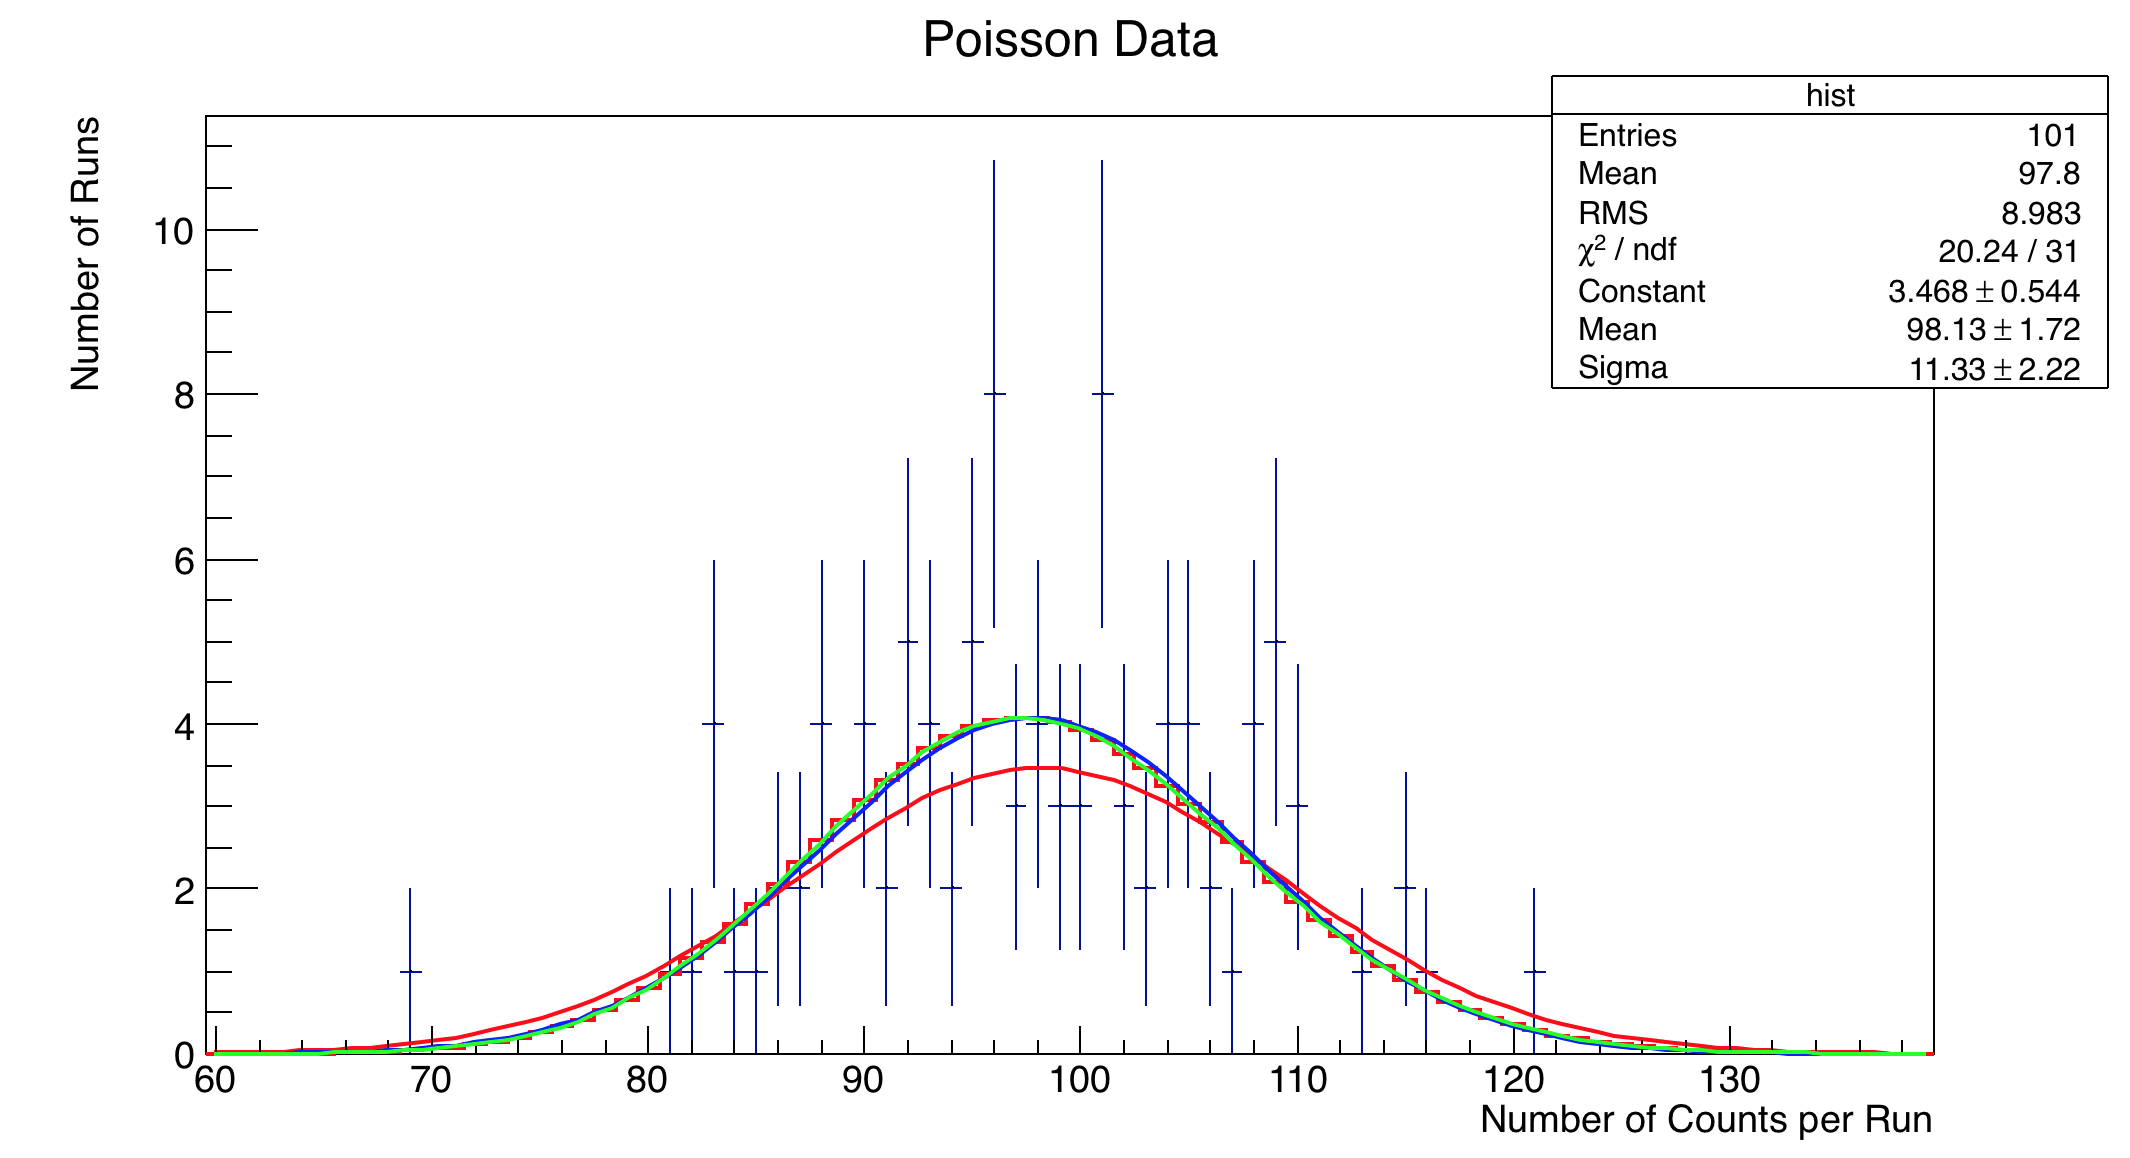 Poisson Data
hist
Entries 101
Mean 97.8
RMS 8.983
χ² / ndf 20.24 / 31
Constant 3.468 ± 0.544
Mean 98.13 ± 1.72
Sigma 11.33 ± 2.22
Number of Runs
10
8
6
4
2
0
60 70 80 90 100 110 120 130
Number of Counts per Run